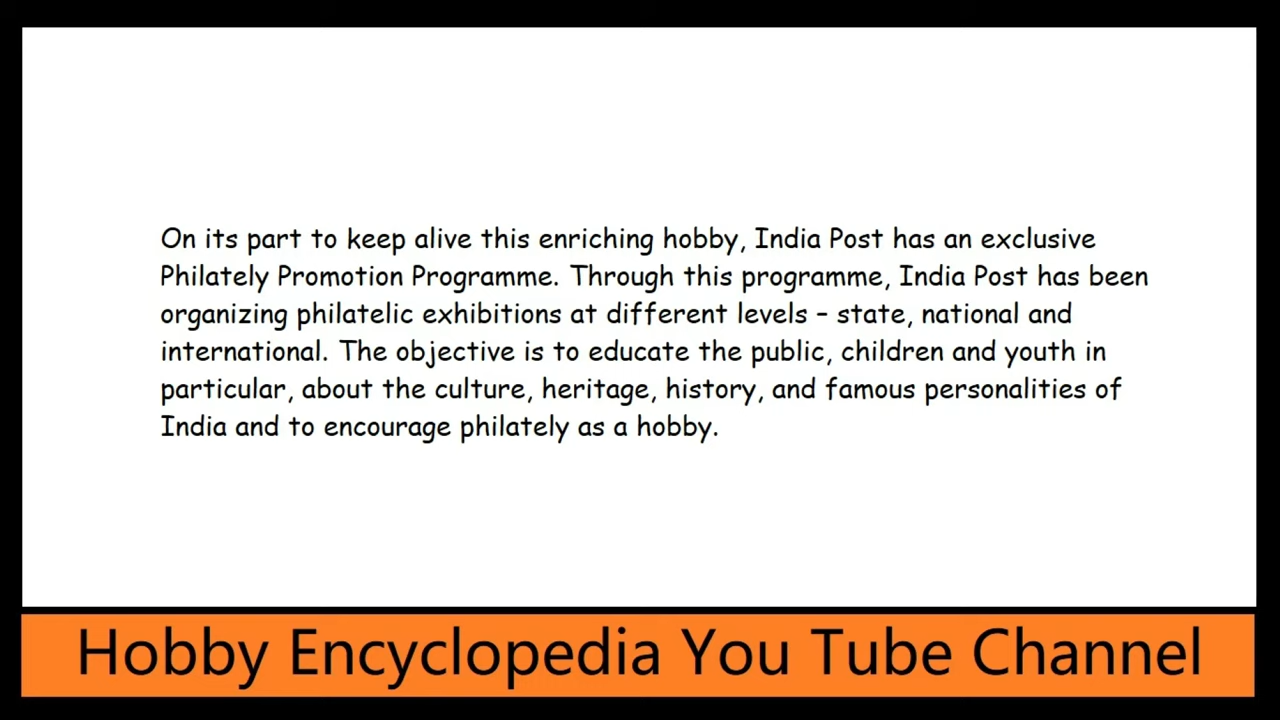 On its part to keep alive this enriching hobby, India Post has an exclusive
Philately Promotion Programme. Through this programme, India Post has been
organizing philatelic exhibitions at different levels – state, national and
international. The objective is to educate the public, children and youth in
particular, about the culture, heritage, history, and famous personalities of
India and to encourage philately as a hobby.
Hobby Encyclopedia You Tube Channel